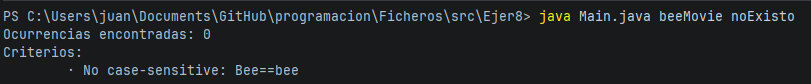 PS C:\Users\juan\Documents\GitHub\programacion\Ficheros\src\Ejer8> java Main.java beeMovie noExisto
Ocurrencias encontradas: 0
Criterios:
· No case-sensitive: Bee==bee